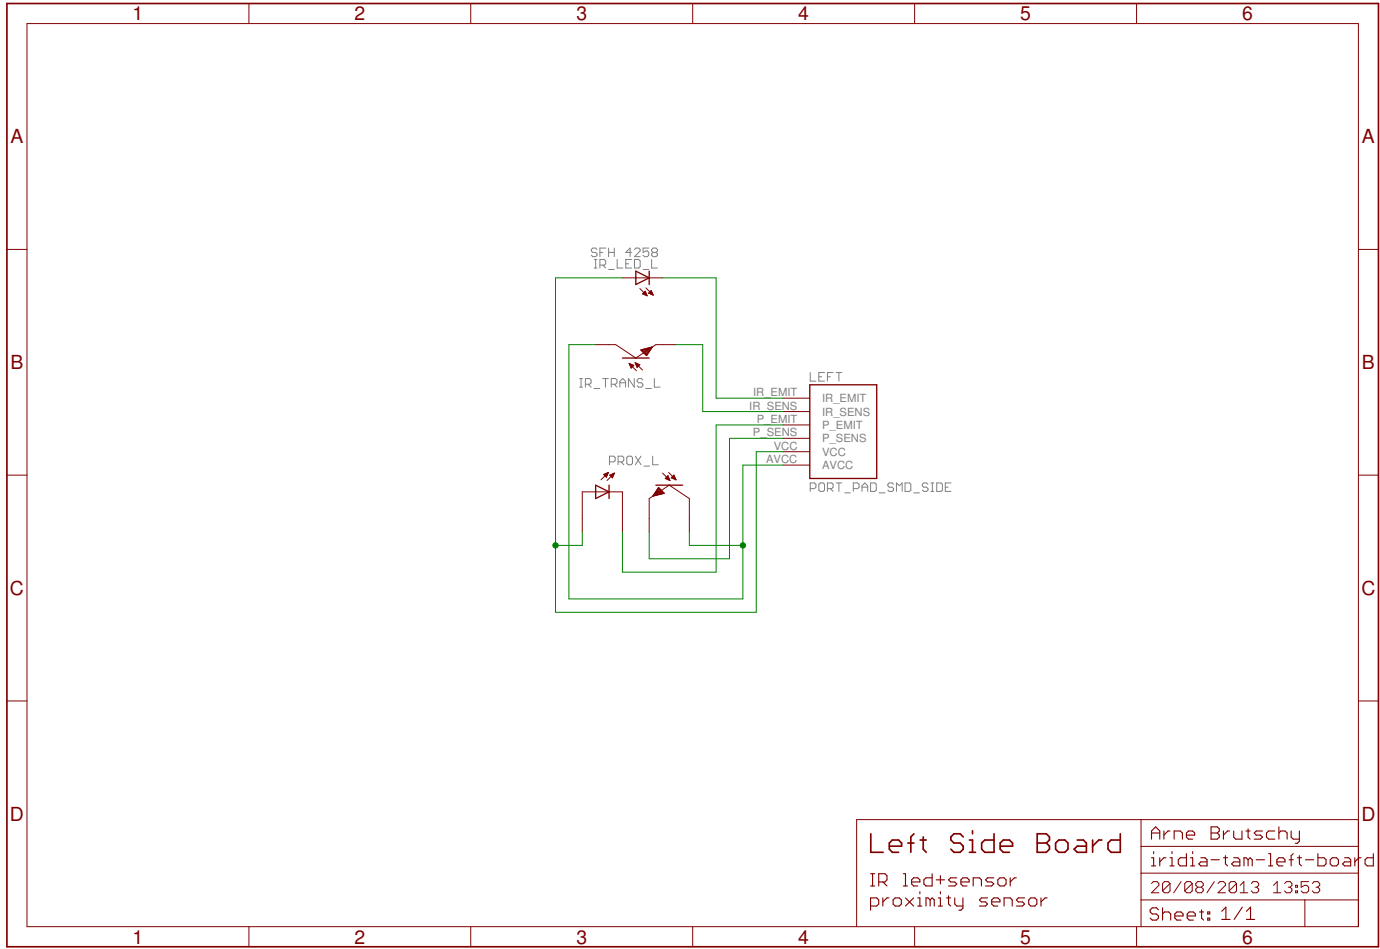 1 2 3 4 5 6
A A
SFH 4258
IR_LED_L
B B
IR_TRANS_L
LEFT
IR_EMIT IR_EMIT
IR_SENS IR_SENS
P_EMIT P_EMIT
P_SENS P_SENS
VCC VCC
AVCC AVCC
PROX_L
PORT_PAD_SMD_SIDE
C C
D D
Left Side Board
IR led+sensor
proximity sensor
Arne Brutschy
iridia-tam-left-board
20/08/2013 13:53
Sheet: 1/1
1 2 3 4 5 6